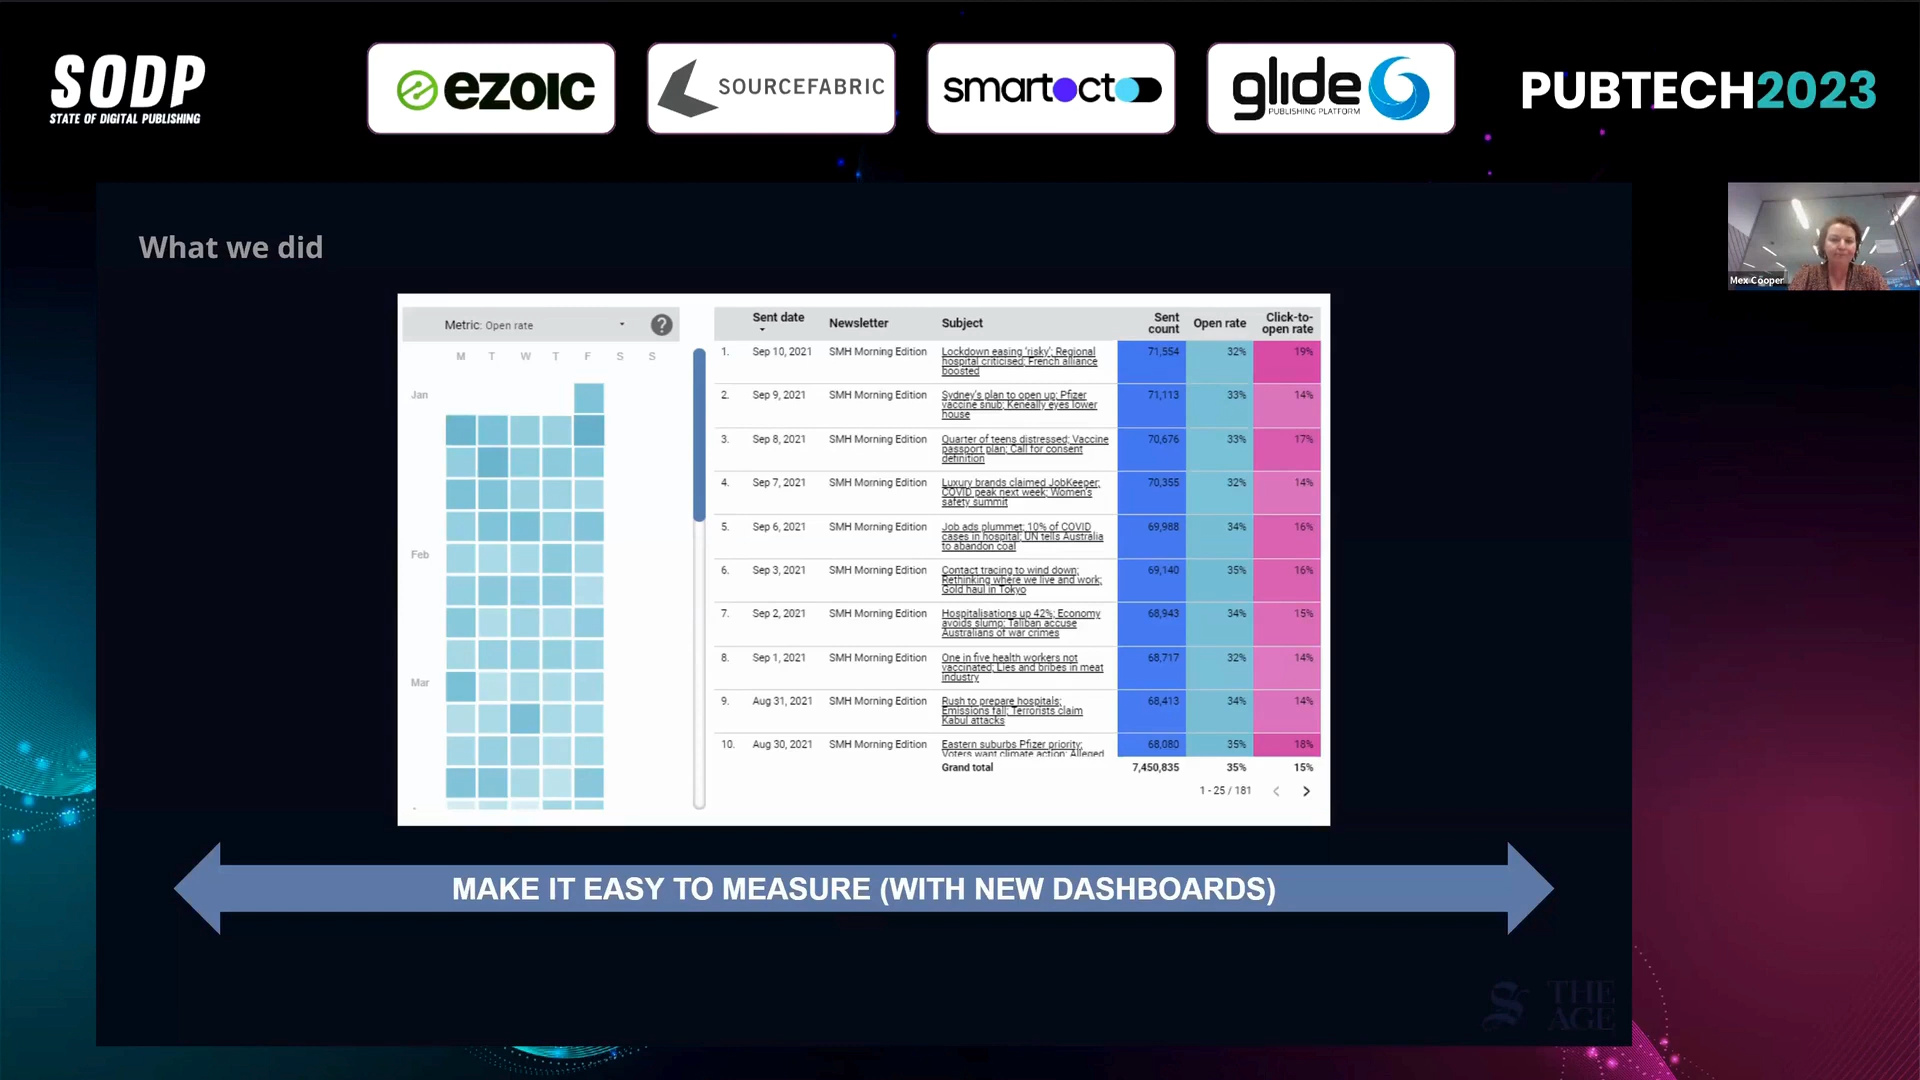 SODP
STATE OF DIGITAL PUBLISHING
EZOIC
SOURCEFABRIC
smartocto
glide
PUBLISHING PLATFORM
PUBTECH2023
Mex Cooper
What we did
Metric: Open rate
?
M T W T F S S
Jan
Feb
Mar
Sent date Newsletter Subject Sent count Open rate Click-to-open rate
1. Sep 10, 2021 SMH Morning Edition Lockdown easing 'risky'; Regional hospital criticised; French alliance boosted 71,554 32% 19%
2. Sep 9, 2021 SMH Morning Edition Sydney's plan to open up; Pfizer vaccine snub; Keneally eyes lower house 71,113 33% 14%
3. Sep 8, 2021 SMH Morning Edition Quarter of teens distressed; Vaccine passport plan; Call for consent definition 70,676 33% 17%
4. Sep 7, 2021 SMH Morning Edition Luxury brands claimed JobKeeper; COVID peak next week; Women's safety summit 70,355 32% 14%
5. Sep 6, 2021 SMH Morning Edition Job ads plummet; 10% of COVID cases in hospital; UN tells Australia to abandon coal 69,988 34% 16%
6. Sep 3, 2021 SMH Morning Edition Contact tracing to wind down; Rethinking where we live and work; Gold haul in Tokyo 69,140 35% 16%
7. Sep 2, 2021 SMH Morning Edition Hospitalisations up 42%; Economy avoids slump; Taliban accuse Australians of war crimes 68,943 34% 15%
8. Sep 1, 2021 SMH Morning Edition One in five health workers not vaccinated; Lies and bribes in meat industry 68,717 32% 14%
9. Aug 31, 2021 SMH Morning Edition Rush to prepare hospitals; Emissions fall; Terrorists claim Kabul attacks 68,413 34% 14%
10. Aug 30, 2021 SMH Morning Edition Eastern suburbs Pfizer priority; Voters want climate action; Alleged 68,080 35% 18%
Grand total 7,450,835 35% 15%
1 - 25 / 181 < >
MAKE IT EASY TO MEASURE (WITH NEW DASHBOARDS)
THE
AGE